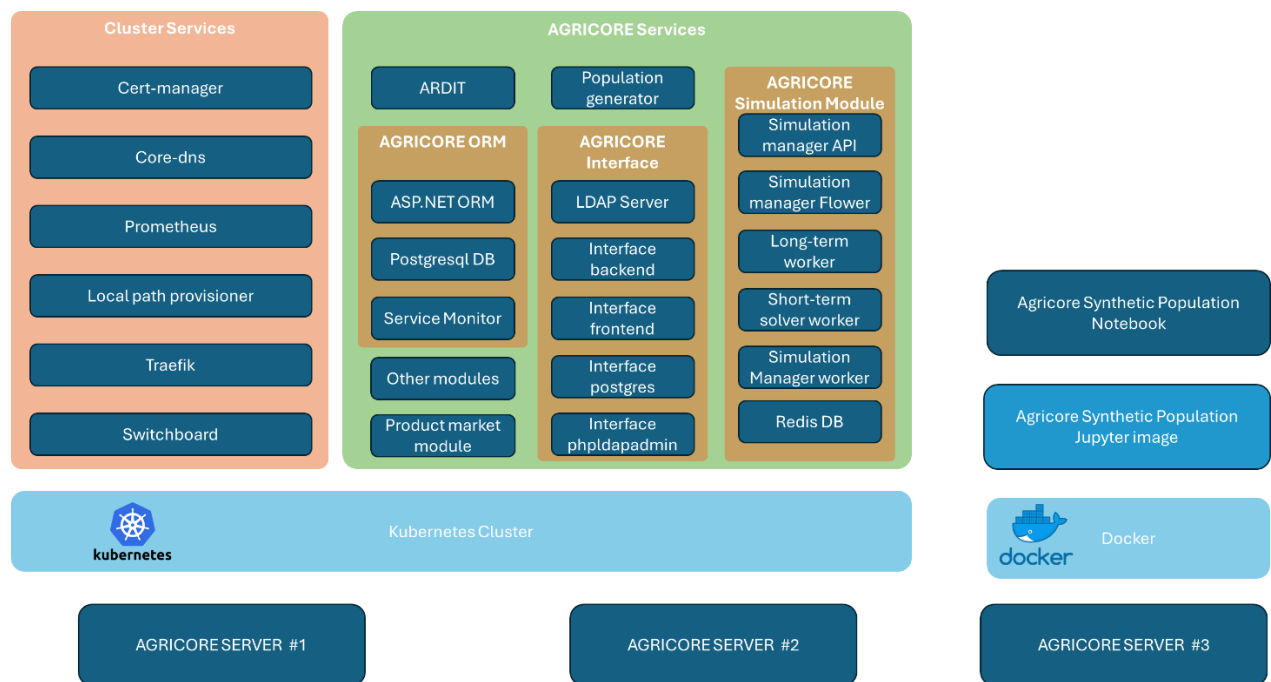 Cluster Services
Cert-manager
Core-dns
Prometheus
Local path provisioner
Traefik
Switchboard
AGRICORE Services
ARDIT
AGRICORE ORM
ASP.NET ORM
Postgresql DB
Service Monitor
Other modules
Product market
module
Population
generator
AGRICORE
Interface
LDAP Server
Interface
backend
Interface
frontend
Interface
postgres
Interface
phpldapadmin
AGRICORE
Simulation Module
Simulation
manager API
Simulation
manager Flower
Long-term
worker
Short-term
solver worker
Simulation
Manager worker
Redis DB
Agricore Synthetic Population
Notebook
Agricore Synthetic Population
Jupyter image
kubernetes
Kubernetes Cluster
docker
Docker
AGRICORE SERVER #1
AGRICORE SERVER #2
AGRICORE SERVER #3